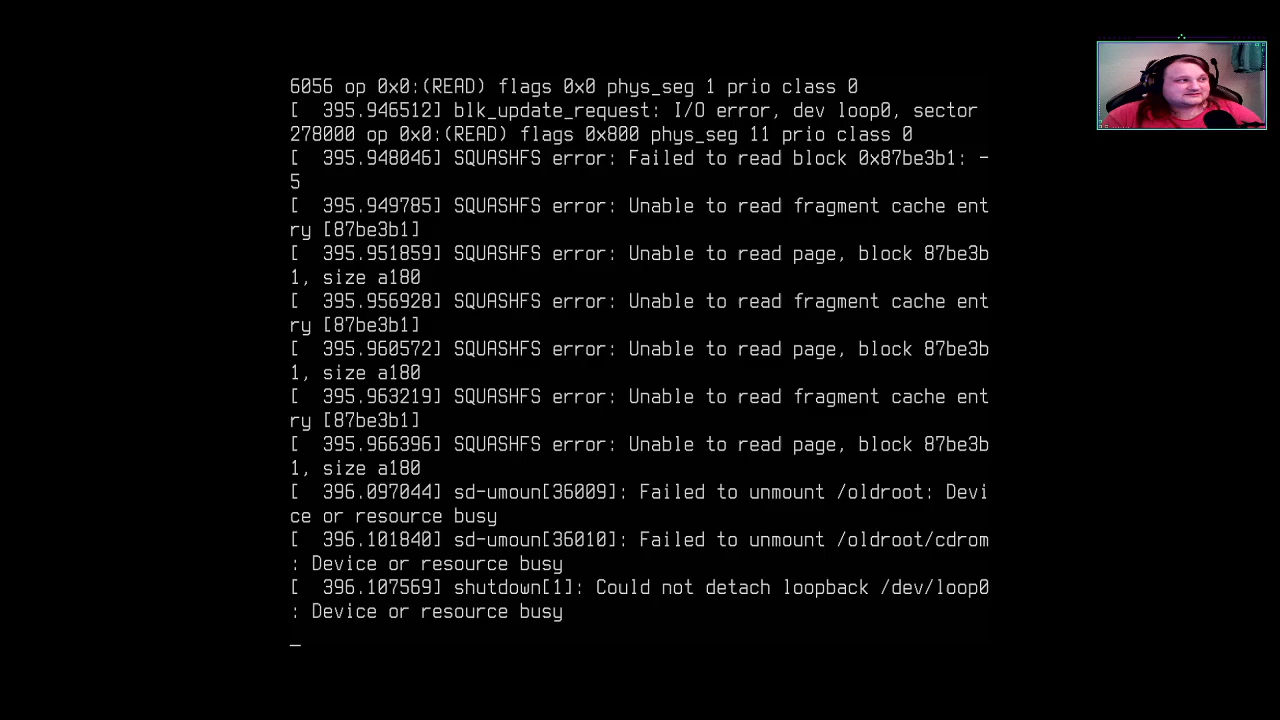 6056 op 0x0:(READ) flags 0x0 phys_seg 1 prio class 0
[  395.946512] blk_update_request: I/O error, dev loop0, sector
278000 op 0x0:(READ) flags 0x800 phys_seg 11 prio class 0
[  395.948046] SQUASHFS error: Failed to read block 0x87be3b1: -
5
[  395.949785] SQUASHFS error: Unable to read fragment cache ent
ry [87be3b1]
[  395.951859] SQUASHFS error: Unable to read page, block 87be3b
1, size a180
[  395.956928] SQUASHFS error: Unable to read fragment cache ent
ry [87be3b1]
[  395.960572] SQUASHFS error: Unable to read page, block 87be3b
1, size a180
[  395.963219] SQUASHFS error: Unable to read fragment cache ent
ry [87be3b1]
[  395.966396] SQUASHFS error: Unable to read page, block 87be3b
1, size a180
[  396.097044] sd-umoun[36009]: Failed to unmount /oldroot: Devi
ce or resource busy
[  396.101840] sd-umoun[36010]: Failed to unmount /oldroot/cdrom
: Device or resource busy
[  396.107569] shutdown[1]: Could not detach loopback /dev/loop0
: Device or resource busy
_